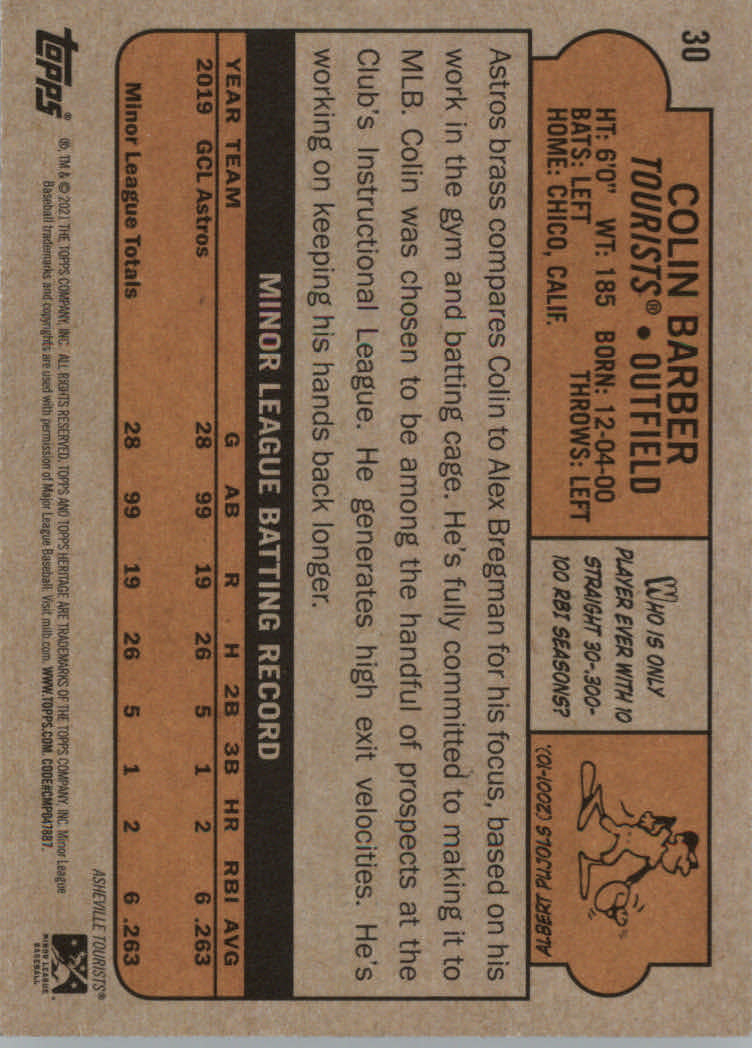 30
COLIN BARBER
TOURISTS® • OUTFIELD
HT: 6'0" WT: 185 BORN: 12-04-00
BATS: LEFT THROWS: LEFT
HOME: CHICO, CALIF.
WHO IS ONLY
PLAYER EVER WITH 10
STRAIGHT 30-.300-
100 RBI SEASONS?
ALBERT PUJOLS (2001-10).
Astros brass compares Colin to Alex Bregman for his focus, based on his
work in the gym and batting cage. He's fully committed to making it to
MLB. Colin was chosen to be among the handful of prospects at the
Club's Instructional League. He generates high exit velocities. He's
working on keeping his hands back longer.
MINOR LEAGUE BATTING RECORD
YEAR TEAM G AB R H 2B 3B HR RBI AVG
2019 GCL Astros 28 99 19 26 5 1 2 6 .263
Minor League Totals 28 99 19 26 5 1 2 6 .263
ASHEVILLE TOURISTS®
topps®
®, TM & © 2021 THE TOPPS COMPANY, INC. ALL RIGHTS RESERVED. TOPPS AND TOPPS HERITAGE ARE TRADEMARKS OF THE TOPPS COMPANY, INC. Minor League
Baseball trademarks and copyrights are used with permission of Major League Baseball. Visit milb.com. WWW.TOPPS.COM. CODE#CMP047887.
MINOR LEAGUE
BASEBALL